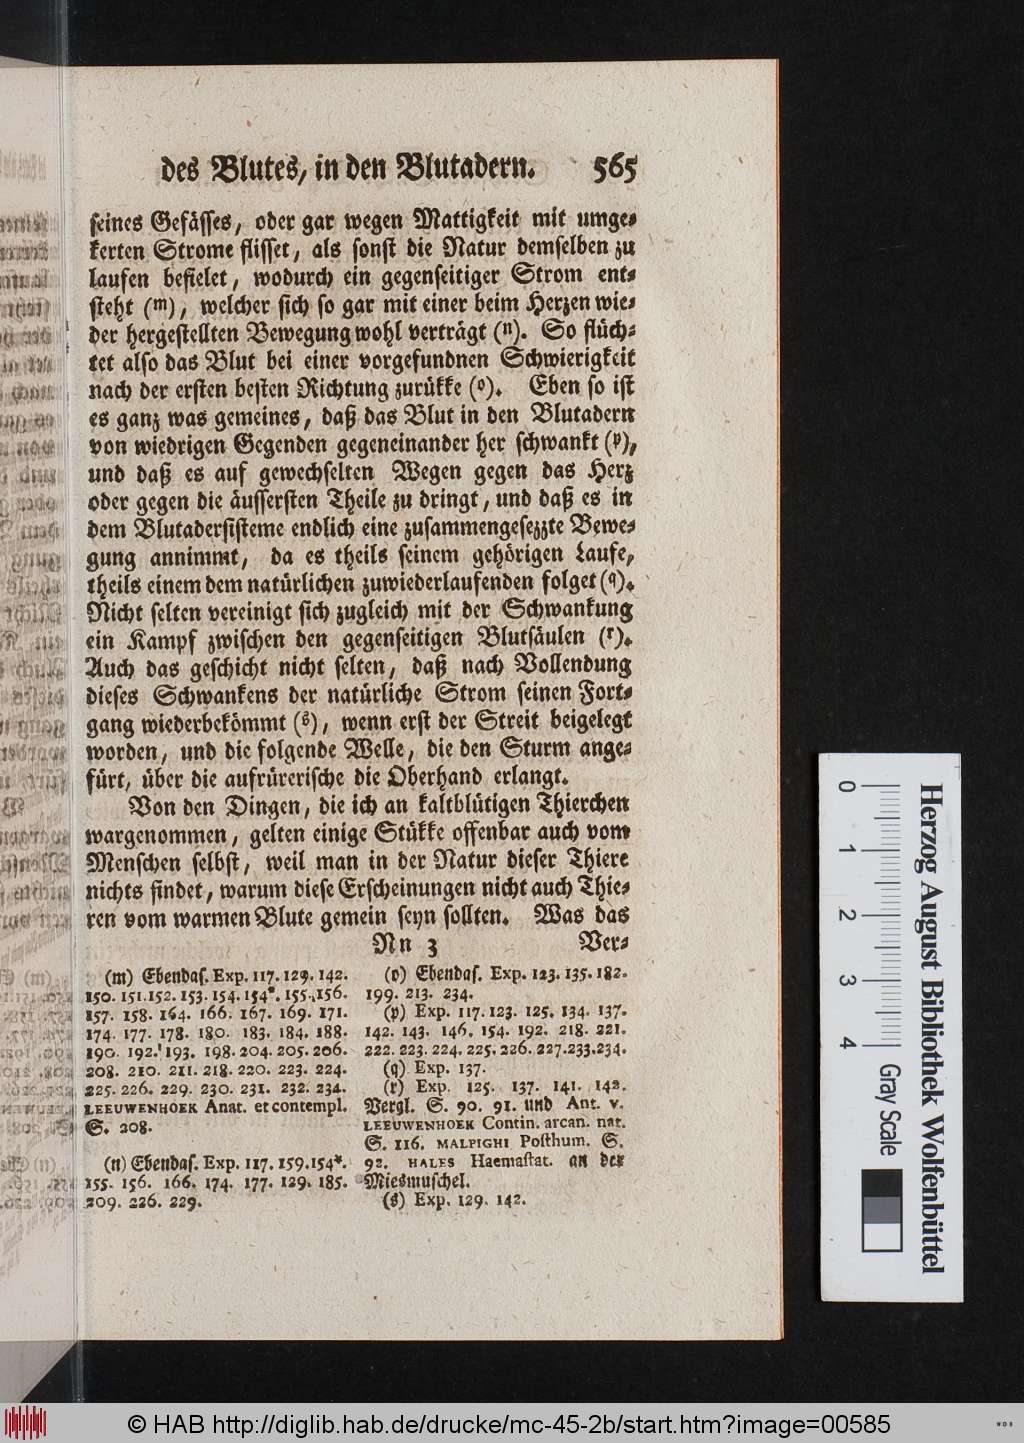 des Blutes, in den Blutadern. 565
seines Gefässes, oder gar wegen Mattigkeit mit umge-
kerten Strome flisset, als sonst die Natur demselben zu
laufen befielet, wodurch ein gegenseitiger Strom ent-
steht (m), welcher sich so gar mit einer beim Herzen wie-
der hergestellten Bewegung wohl verträgt (n). So flüch-
tet also das Blut bei einer vorgefundnen Schwierigkeit
nach der ersten besten Richtung zurükke (o). Eben so ist
es ganz was gemeines, daß das Blut in den Blutadern
von wiedrigen Gegenden gegeneinander her schwankt (p),
und daß es auf gewechselten Wegen gegen das Herz
oder gegen die äussersten Theile zu dringt, und daß es in
dem Blutadersisteme endlich eine zusammengesezzte Bewe-
gung annimmt, da es theils seinem gehörigen Laufe,
theils einem dem natürlichen zuwiederlaufenden folget (q).
Nicht selten vereinigt sich zugleich mit der Schwankung
ein Kampf zwischen den gegenseitigen Blutsäulen (r).
Auch das geschicht nicht selten, daß nach Vollendung
dieses Schwankens der natürliche Strom seinen Fort-
gang wiederbekömmt (s), wenn erst der Streit beigelegt
worden, und die folgende Welle, die den Sturm ange-
fürt, über die aufrürerische die Oberhand erlangt.
Von den Dingen, die ich an kaltblütigen Thierchen
wargenommen, gelten einige Stükke offenbar auch vom
Menschen selbst, weil man in der Natur dieser Thiere
nichts findet, warum diese Erscheinungen nicht auch Thie-
ren vom warmen Blute gemein seyn sollten. Was das
Nn 3 Ver-
(m) Ebendas. Exp. 117. 129. 142.
150. 151. 152. 153. 154. 154*. 155. 156.
157. 158. 164. 166. 167. 169. 171.
174. 177. 178. 180. 183. 184. 188.
190. 192. 193. 198. 204. 205. 206.
208. 210. 211. 218. 220. 223. 224.
225. 226. 229. 230. 231. 232. 234.
LEEUWENHOEK Anat. et contempl.
S. 208.
(n) Ebendas. Exp. 117. 159. 154*.
155. 156. 166. 174. 177. 129. 185.
209. 226. 229.
(o) Ebendas. Exp. 123. 135. 182.
199. 213. 234.
(p) Exp. 117. 123. 125. 134. 137.
142. 143. 146. 154. 192. 218. 221.
222. 223. 224. 225. 226. 227. 233. 234.
(q) Exp. 137.
(r) Exp. 125. 137. 141. 142.
Vergl. S. 90. 91. und Ant. v.
LEEUWENHOEK Contin. arcan. nat.
S. 116. MALPIGHI Posthum. S.
92. HALES Haemastat. an der
Miesmuschel.
(s) Exp. 129. 142.
0 1 2 3 4 Gray Scale
Herzog August Bibliothek Wolfenbüttel
© HAB http://diglib.hab.de/drucke/mc-45-2b/start.htm?image=00585